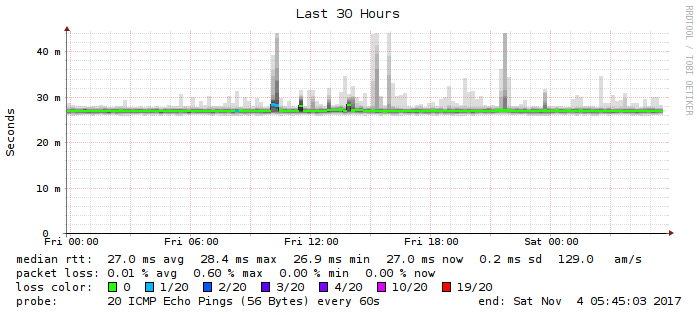 Last 30 Hours
RRDTOOL / TOBI OETIKER
Seconds
40 m
30 m
20 m
10 m
0
Fri 00:00 Fri 06:00 Fri 12:00 Fri 18:00 Sat 00:00
median rtt: 27.0 ms avg 28.4 ms max 26.9 ms min 27.0 ms now 0.2 ms sd 129.0 am/s
packet loss: 0.01 % avg 0.60 % max 0.00 % min 0.00 % now
loss color: 0 1/20 2/20 3/20 4/20 10/20 19/20
probe: 20 ICMP Echo Pings (56 Bytes) every 60s end: Sat Nov 4 05:45:03 2017